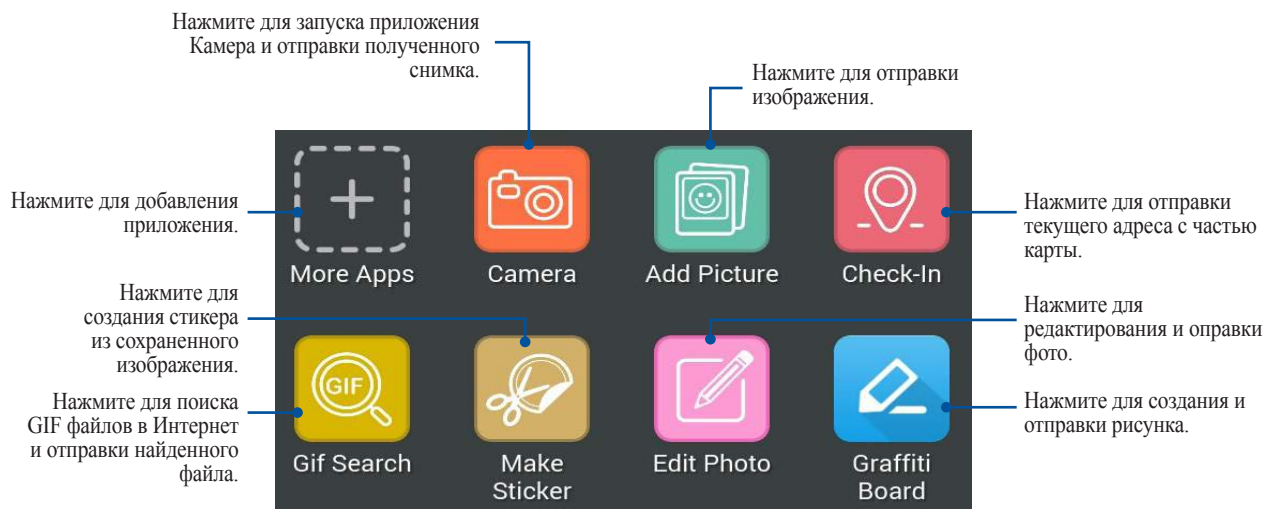 Нажмите для запуска приложения
Камера и отправки полученного
снимка.
Нажмите для отправки
изображения.
Нажмите для добавления
приложения.
More Apps
Camera
Add Picture
Check-In
Нажмите для отправки
текущего адреса с частью
карты.
Нажмите для
создания стикера
из сохраненного
изображения.
Нажмите для
редактирования и оправки
фото.
Нажмите для поиска
GIF файлов в Интернет
и отправки найденного
файла.
GIF
Gif Search
Make
Sticker
Edit Photo
Graffiti
Board
Нажмите для создания и
отправки рисунка.